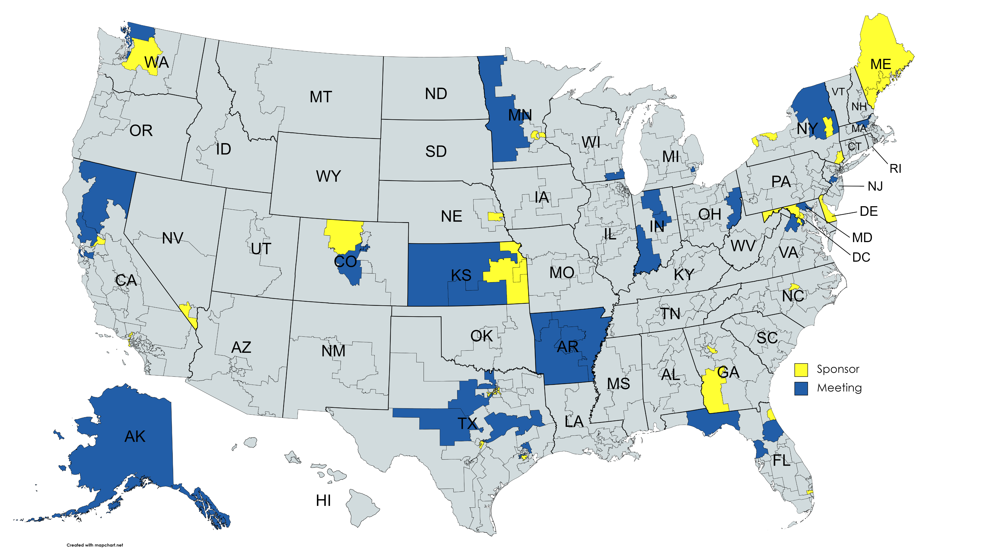 ME
WA
VT
MT
ND
NH
MN
NY
MA
OR
WI
CT
ID
SD
MI
RI
WY
PA
NJ
IA
NE
OH
DE
IN
IL
NV
MD
UT
WV
VA
DC
CO
KS
MO
KY
CA
NC
TN
OK
SC
AZ
AR
NM
GA
Sponsor
AL
MS
Meeting
TX
LA
AK
FL
HI
Created with mapchart.net